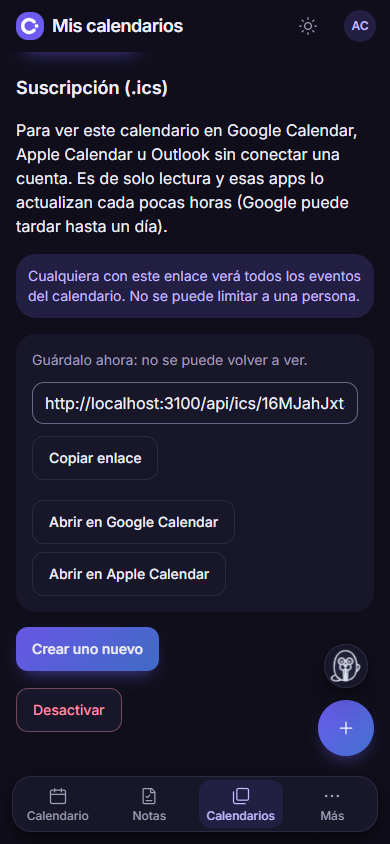 Mis calendarios
AC
Suscripción (.ics)
Para ver este calendario en Google Calendar,
Apple Calendar u Outlook sin conectar una
cuenta. Es de solo lectura y esas apps lo
actualizan cada pocas horas (Google puede
tardar hasta un día).
Cualquiera con este enlace verá todos los eventos
del calendario. No se puede limitar a una persona.
Guárdalo ahora: no se puede volver a ver.
http://localhost:3100/api/ics/16MJahJxt
Copiar enlace
Abrir en Google Calendar
Abrir en Apple Calendar
Crear uno nuevo
Desactivar
Calendario
Notas
Calendarios
Más